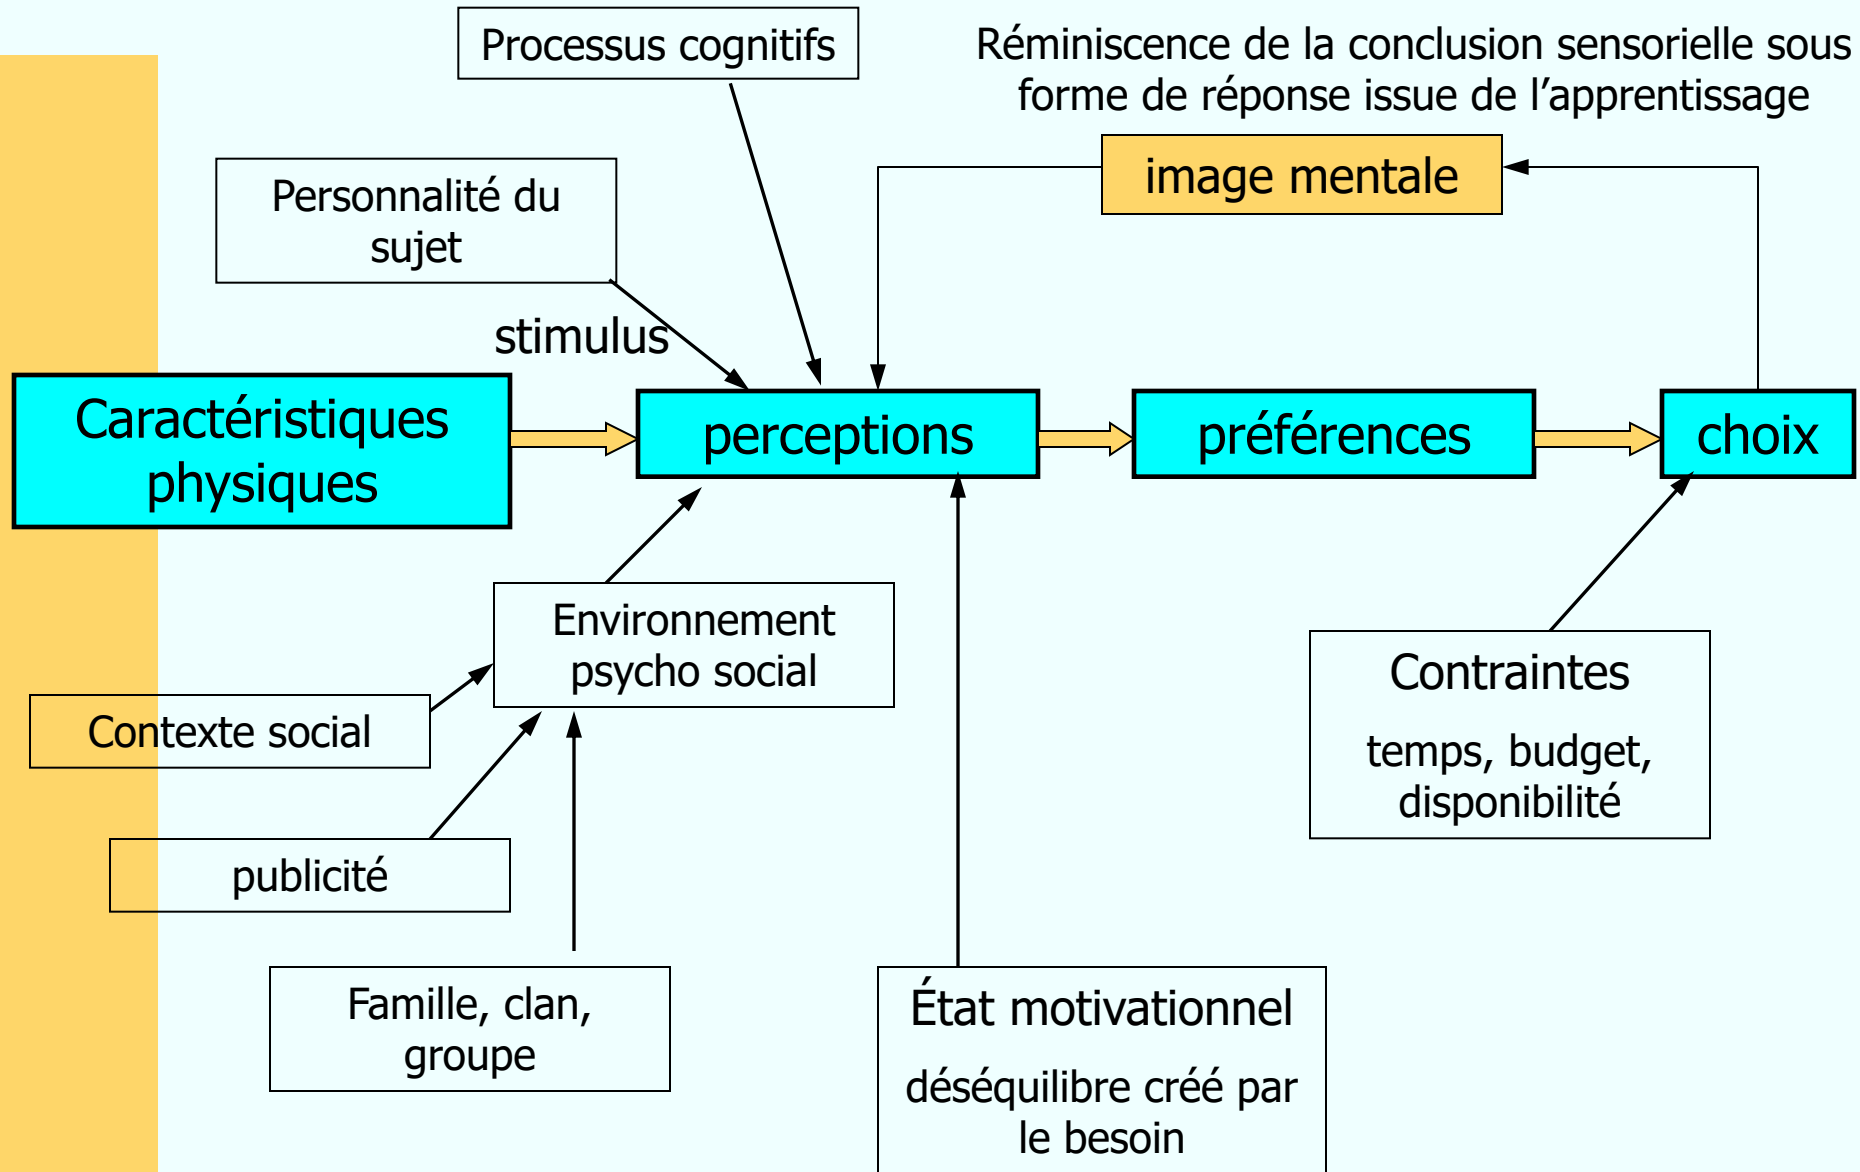 Processus cognitifs
Réminiscence de la conclusion sensorielle sous
forme de réponse issue de l’apprentissage
image mentale
Personnalité du
sujet
stimulus
Caractéristiques
physiques
perceptions
préférences
choix
Environnement
psycho social
Contexte social
publicité
Famille, clan,
groupe
Contraintes
temps, budget,
disponibilité
État motivationnel
déséquilibre créé par
le besoin